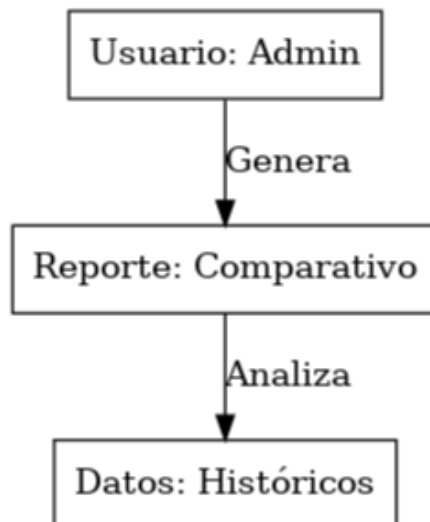 Usuario: Admin
Genera
Reporte: Comparativo
Analiza
Datos: Históricos